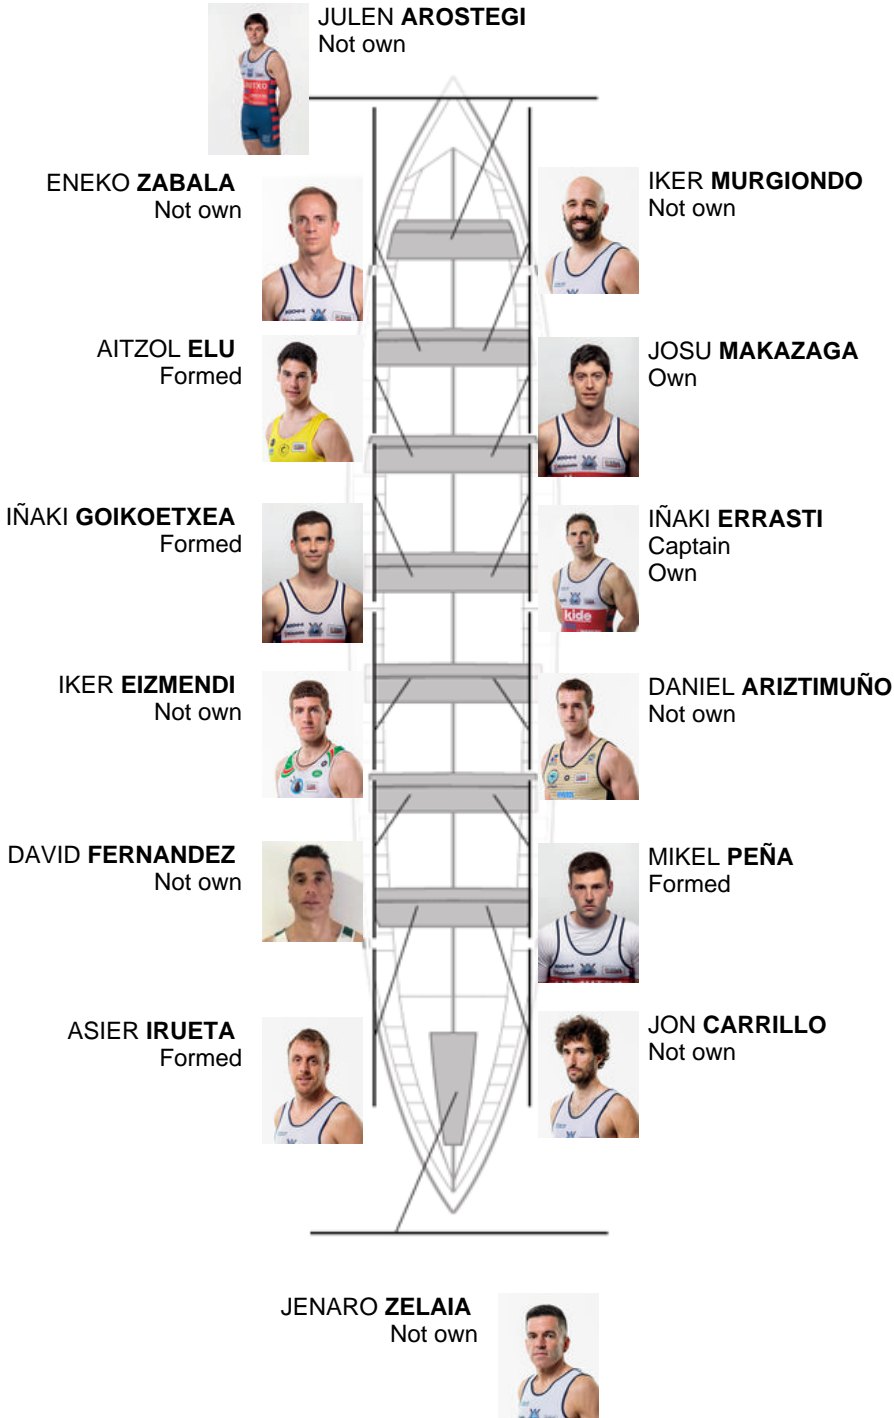 JULEN AROSTEGI
Not own
ENEKO ZABALA
Not own
IKER MURGIONDO
Not own
AITZOL ELU
Formed
JOSU MAKAZAGA
Own
IÑAKI GOIKOETXEA
Formed
IÑAKI ERRASTI
Captain
Own
kide
IKER EIZMENDI
Not own
DANIEL ARIZTIMUÑO
Not own
DAVID FERNANDEZ
Not own
MIKEL PEÑA
Formed
ASIER IRUETA
Formed
JON CARRILLO
Not own
JENARO ZELAIA
Not own